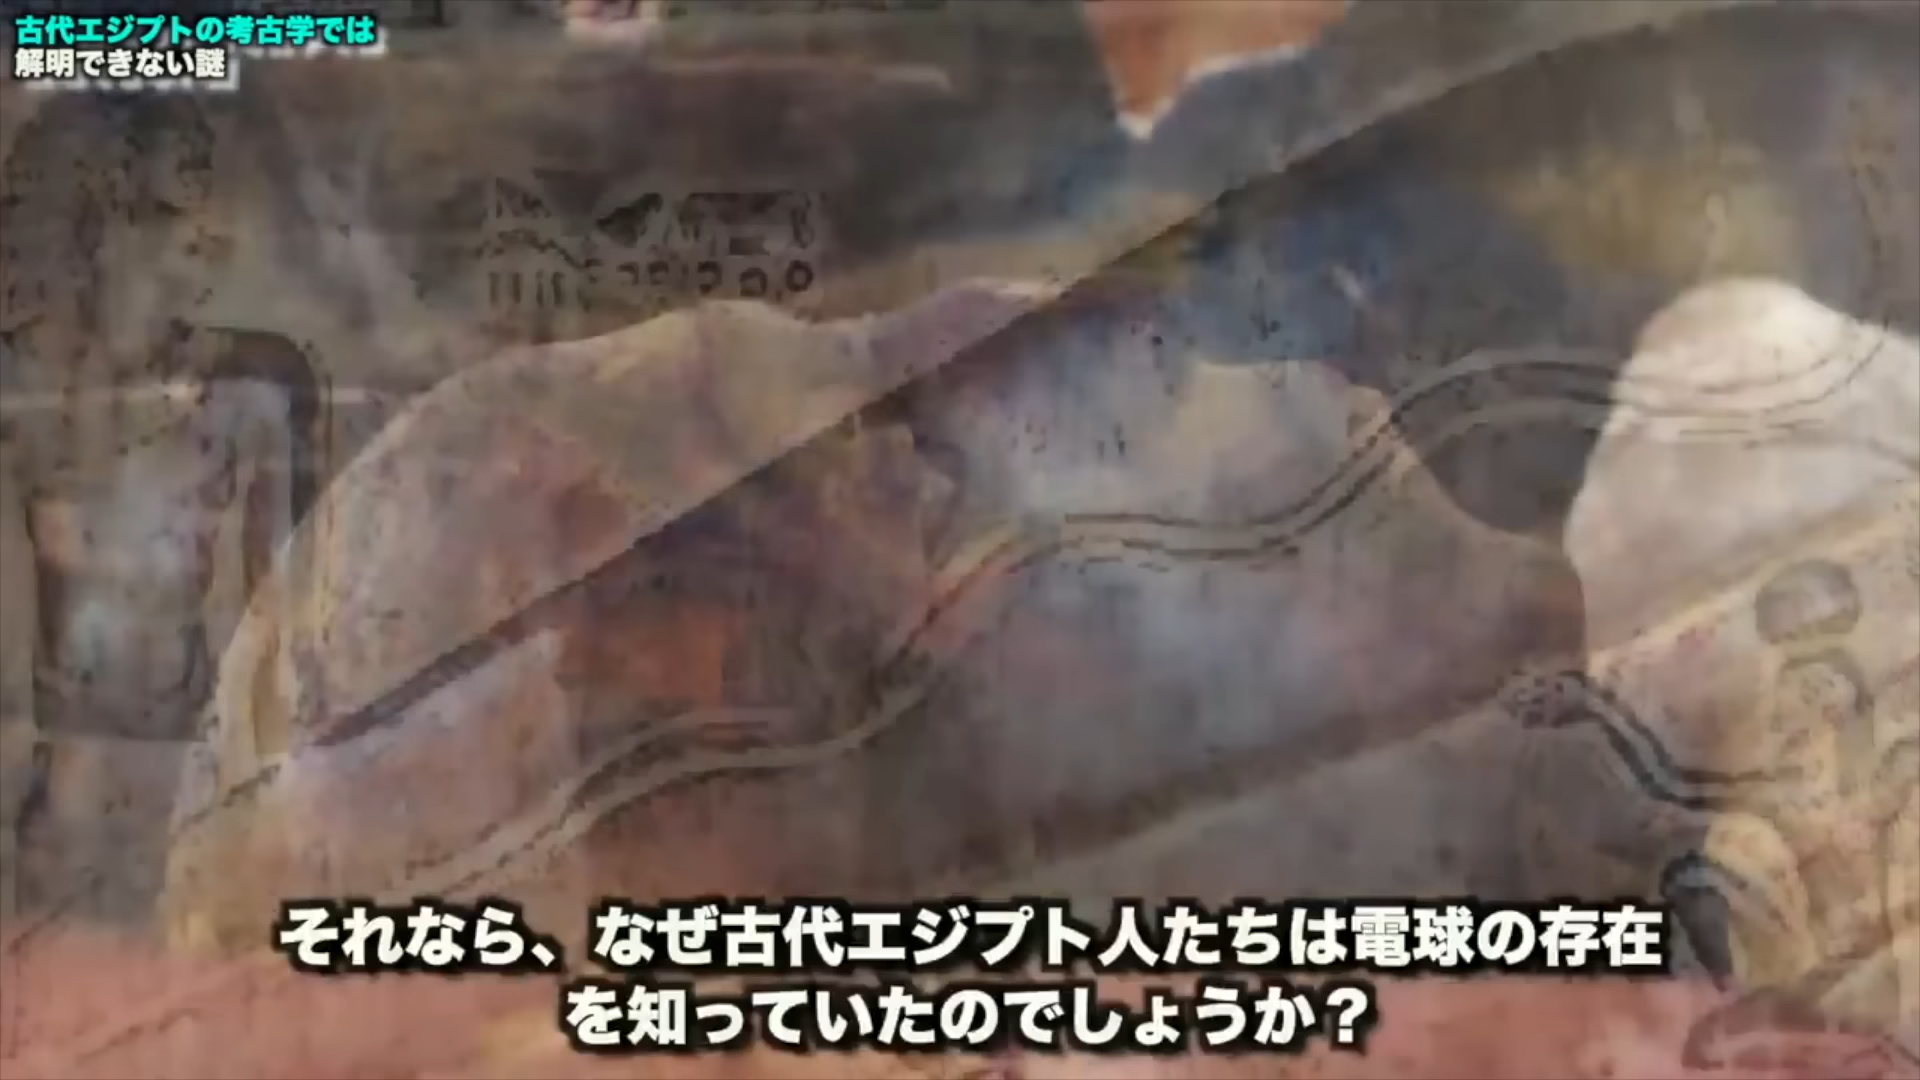 古代エジプトの考古学では
解明できない謎
それなら、なぜ古代エジプト人たちは電球の存在
を知っていたのでしょうか？